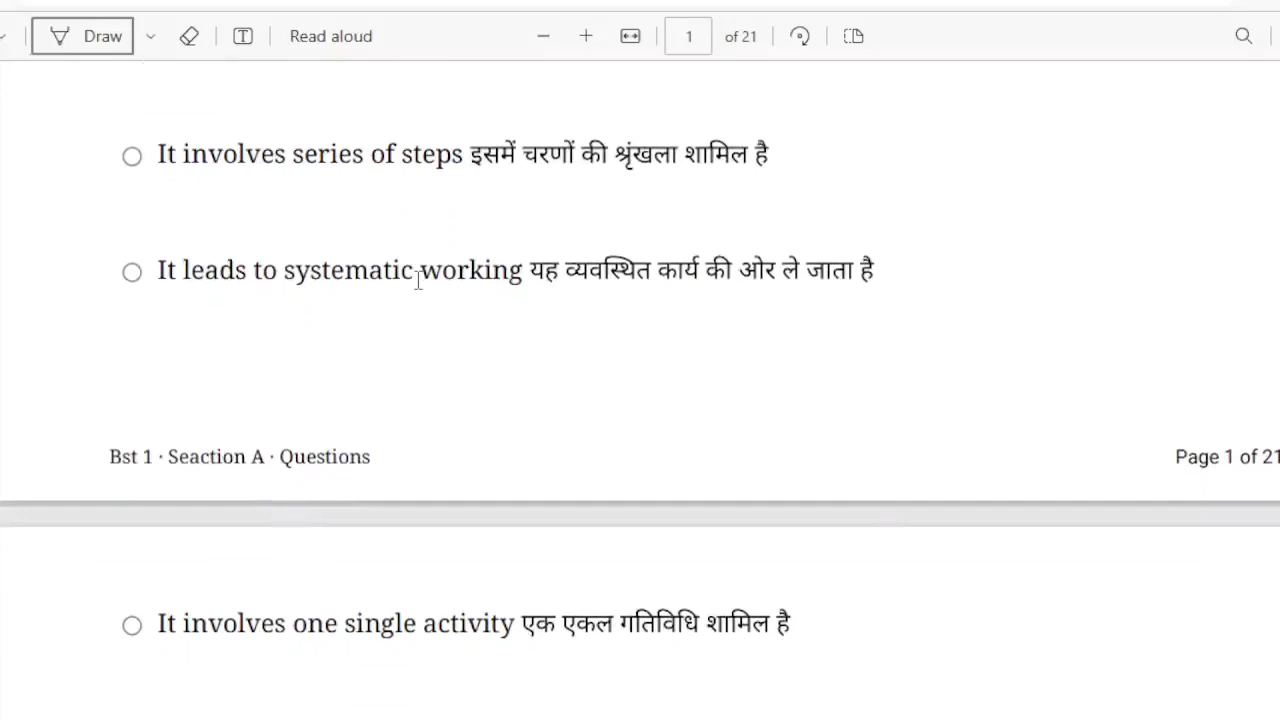 Draw
Read aloud
1 of 21
It involves series of steps इसमें चरणों की श्रृंखला शामिल है
It leads to systematic working यह व्यवस्थित कार्य की ओर ले जाता है
Bst 1 · Seaction A · Questions
Page 1 of 21
It involves one single activity एक एकल गतिविधि शामिल है